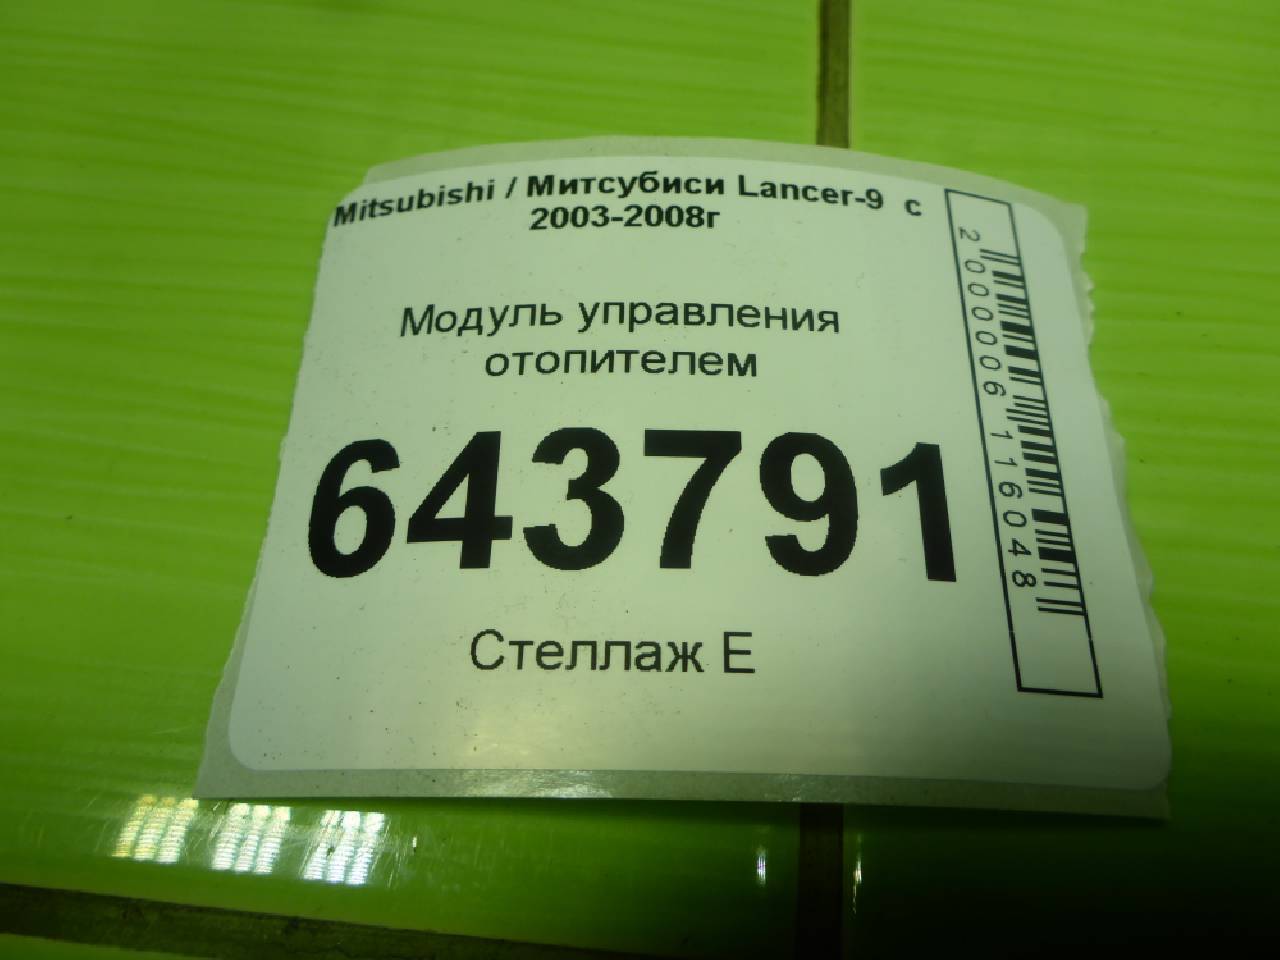 Mitsubishi / Митсубиси Lancer-9 с
2003-2008г
Модуль управления
отопителем
643791
Стеллаж Е
2000006116048